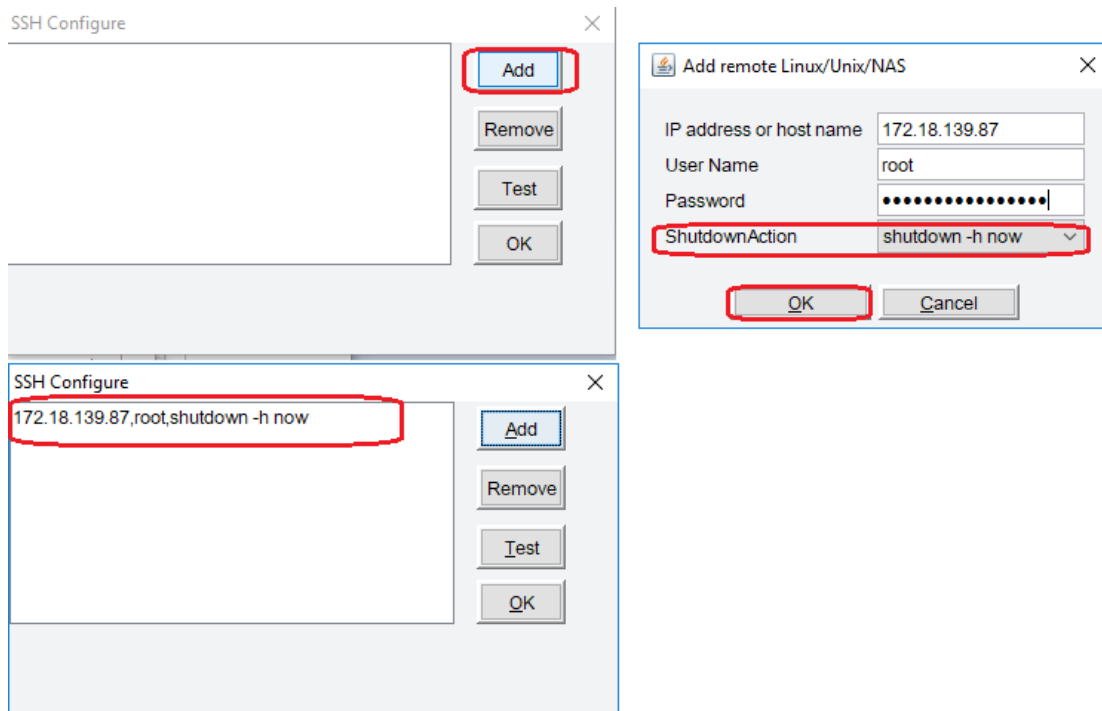 SSH Configure
Add
Remove
Test
OK
Add remote Linux/Unix/NAS
IP address or host name 172.18.139.87
User Name root
Password ••••••••••••••••
ShutdownAction shutdown -h now
OK Cancel
SSH Configure
172.18.139.87,root,shutdown -h now
Add
Remove
Test
OK